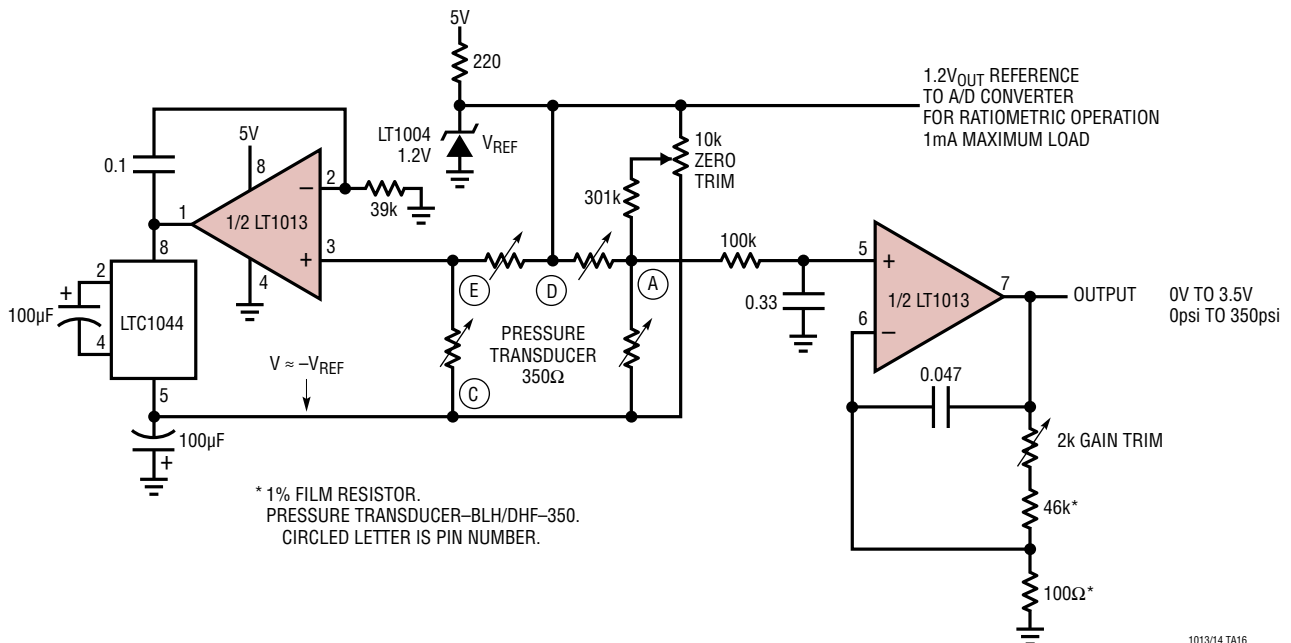 5V
220
1.2V_OUT REFERENCE
TO A/D CONVERTER
FOR RATIOMETRIC OPERATION
1mA MAXIMUM LOAD
LT1004
1.2V
V_REF
10k
ZERO
TRIM
0.1
5V
8
2
–
39k
301k
1
1/2 LT1013
3
+
4
8
2
+
100µF
LTC1044
4
5
E
D
A
C
PRESSURE
TRANSDUCER
350Ω
V ≈ –V_REF
100µF
+
100k
0.33
5
+
1/2 LT1013
6
–
7
OUTPUT
0V TO 3.5V
0psi TO 350psi
0.047
2k GAIN TRIM
46k*
100Ω*
* 1% FILM RESISTOR.
PRESSURE TRANSDUCER–BLH/DHF–350.
CIRCLED LETTER IS PIN NUMBER.
1013/14 TA16